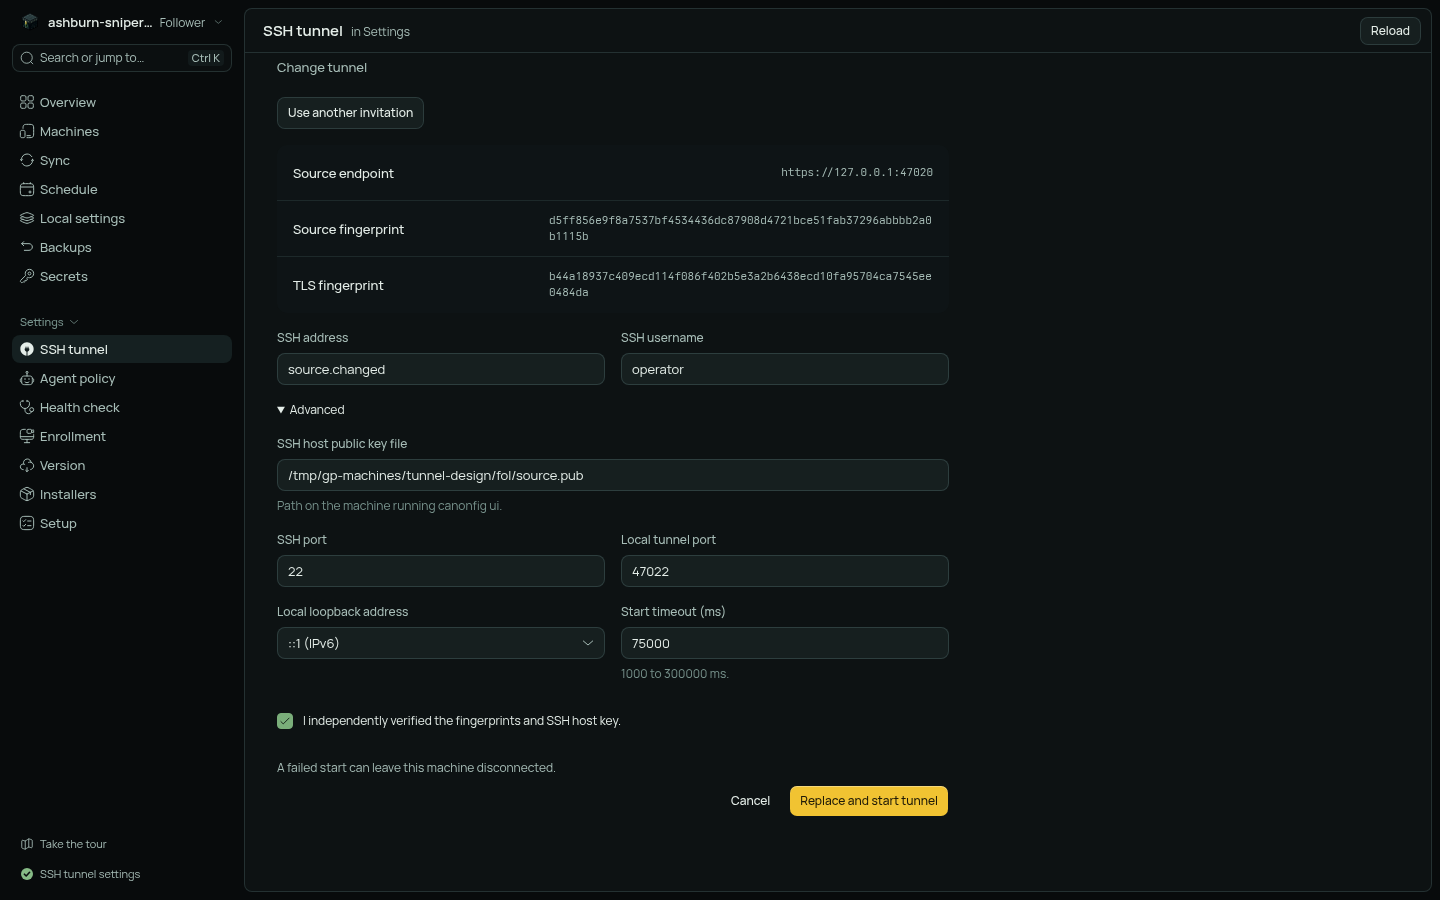 ashburn-sniper… Follower
Search or jump to… Ctrl K
Overview
Machines
Sync
Schedule
Local settings
Backups
Secrets
Settings
SSH tunnel
Agent policy
Health check
Enrollment
Version
Installers
Setup
Take the tour
SSH tunnel settings
SSH tunnel in Settings
Reload
Change tunnel
Use another invitation
Source endpoint https://127.0.0.1:47020
Source fingerprint d5ff856e9f8a7537bf4534436dc87908d4721bce51fab37296abbbb2a0
b1115b
TLS fingerprint b44a18937c409ecd114f086f402b5e3a2b6438ecd10fa95704ca7545ee
0484da
SSH address SSH username
source.changed operator
Advanced
SSH host public key file
/tmp/gp-machines/tunnel-design/fol/source.pub
Path on the machine running canonfig ui.
SSH port Local tunnel port
22 47022
Local loopback address Start timeout (ms)
::1 (IPv6) 75000
1000 to 300000 ms.
I independently verified the fingerprints and SSH host key.
A failed start can leave this machine disconnected.
Cancel Replace and start tunnel